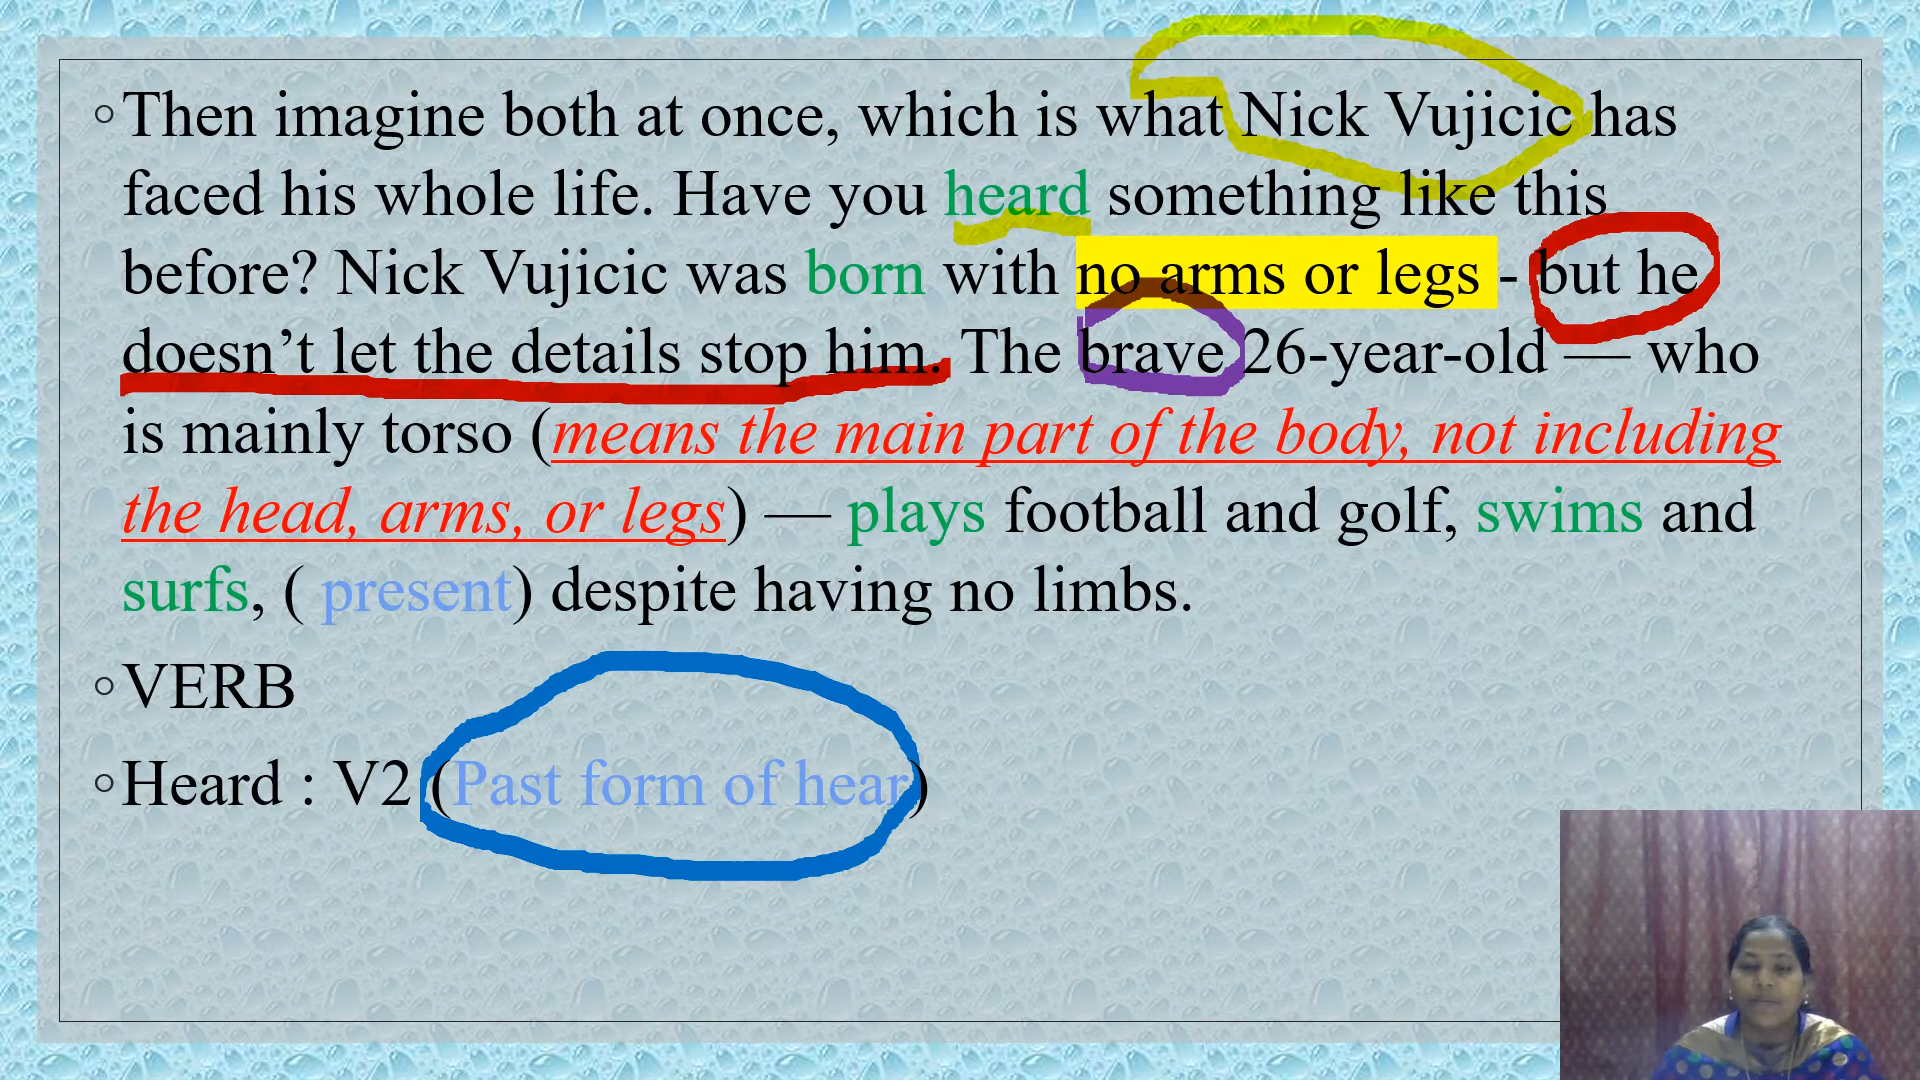 Then imagine both at once, which is what Nick Vujicic has
faced his whole life. Have you heard something like this
before? Nick Vujicic was born with no arms or legs - but he
doesn’t let the details stop him. The brave 26-year-old — who
is mainly torso (means the main part of the body, not including
the head, arms, or legs) — plays football and golf, swims and
surfs, ( present) despite having no limbs.
VERB
Heard : V2 (Past form of hear)